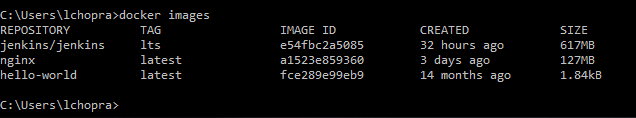 C:\Users\lchopra>docker images
REPOSITORY TAG IMAGE ID CREATED SIZE
jenkins/jenkins lts e54fbc2a5085 32 hours ago 617MB
nginx latest a1523e859360 3 days ago 127MB
hello-world latest fce289e99eb9 14 months ago 1.84kB
C:\Users\lchopra>